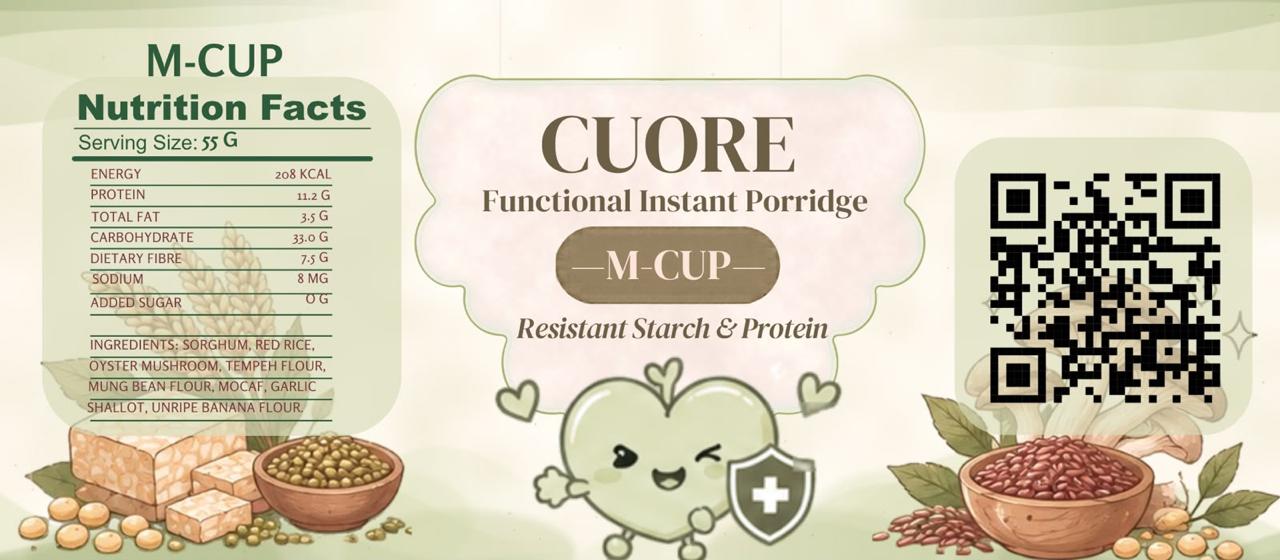 M-CUP
Nutrition Facts
Serving Size: 55 G
ENERGY 208 KCAL
PROTEIN 11.2 G
TOTAL FAT 3.5 G
CARBOHYDRATE 33.0 G
DIETARY FIBRE 7.5 G
SODIUM 8 MG
ADDED SUGAR 0 G
INGREDIENTS: SORGHUM, RED RICE,
OYSTER MUSHROOM, TEMPEH FLOUR,
MUNG BEAN FLOUR, MOCAF, GARLIC
SHALLOT, UNRIPE BANANA FLOUR.
CUORE
Functional Instant Porridge
—M-CUP—
Resistant Starch & Protein